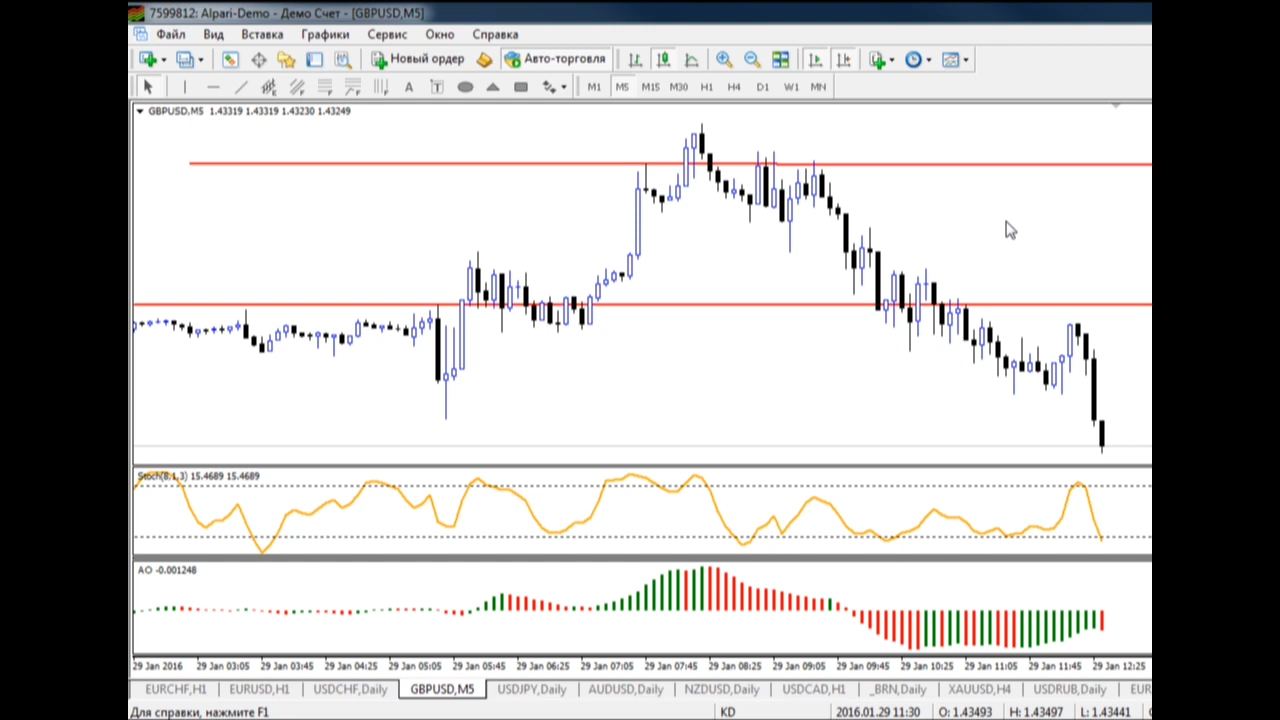 7599812: Alpari-Demo - Демо Счет - [GBPUSD,M5]
Файл Вид Вставка Графики Сервис Окно Справка
Новый ордер Авто-торговля
A T M1 M5 M15 M30 H1 H4 D1 W1 MN
GBPUSD,M5 1.43319 1.43319 1.43230 1.43249
Stoch(8,1,3) 15.4689 15.4689
AO -0.001248
29 Jan 2016 29 Jan 03:05 29 Jan 03:45 29 Jan 04:25 29 Jan 05:05 29 Jan 05:45 29 Jan 06:25 29 Jan 07:05 29 Jan 07:45 29 Jan 08:25 29 Jan 09:05 29 Jan 09:45 29 Jan 10:25 29 Jan 11:05 29 Jan 11:45 29 Jan 12:25
EURCHF,H1 EURUSD,H1 USDCHF,Daily GBPUSD,M5 USDJPY,Daily AUDUSD,Daily NZDUSD,Daily USDCAD,H1 _BRN,Daily XAUUSD,H4 USDRUB,Daily EUR
Для справки, нажмите F1 KD 2016.01.29 11:30 O: 1.43493 H: 1.43497 L: 1.43441